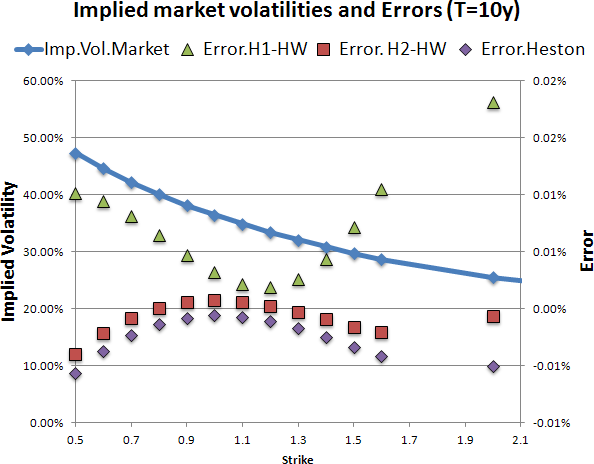 Implied market volatilities and Errors (T=10y)
Imp.Vol.Market Error.H1-HW Error. H2-HW Error.Heston
60.00% 0.02%
50.00% 0.02%
40.00% 0.01%
30.00% 0.01%
20.00% 0.00%
10.00% -0.01%
0.00% -0.01%
Implied Volatility
Error
0.5 0.7 0.9 1.1 1.3 1.5 1.7 1.9 2.1
Strike